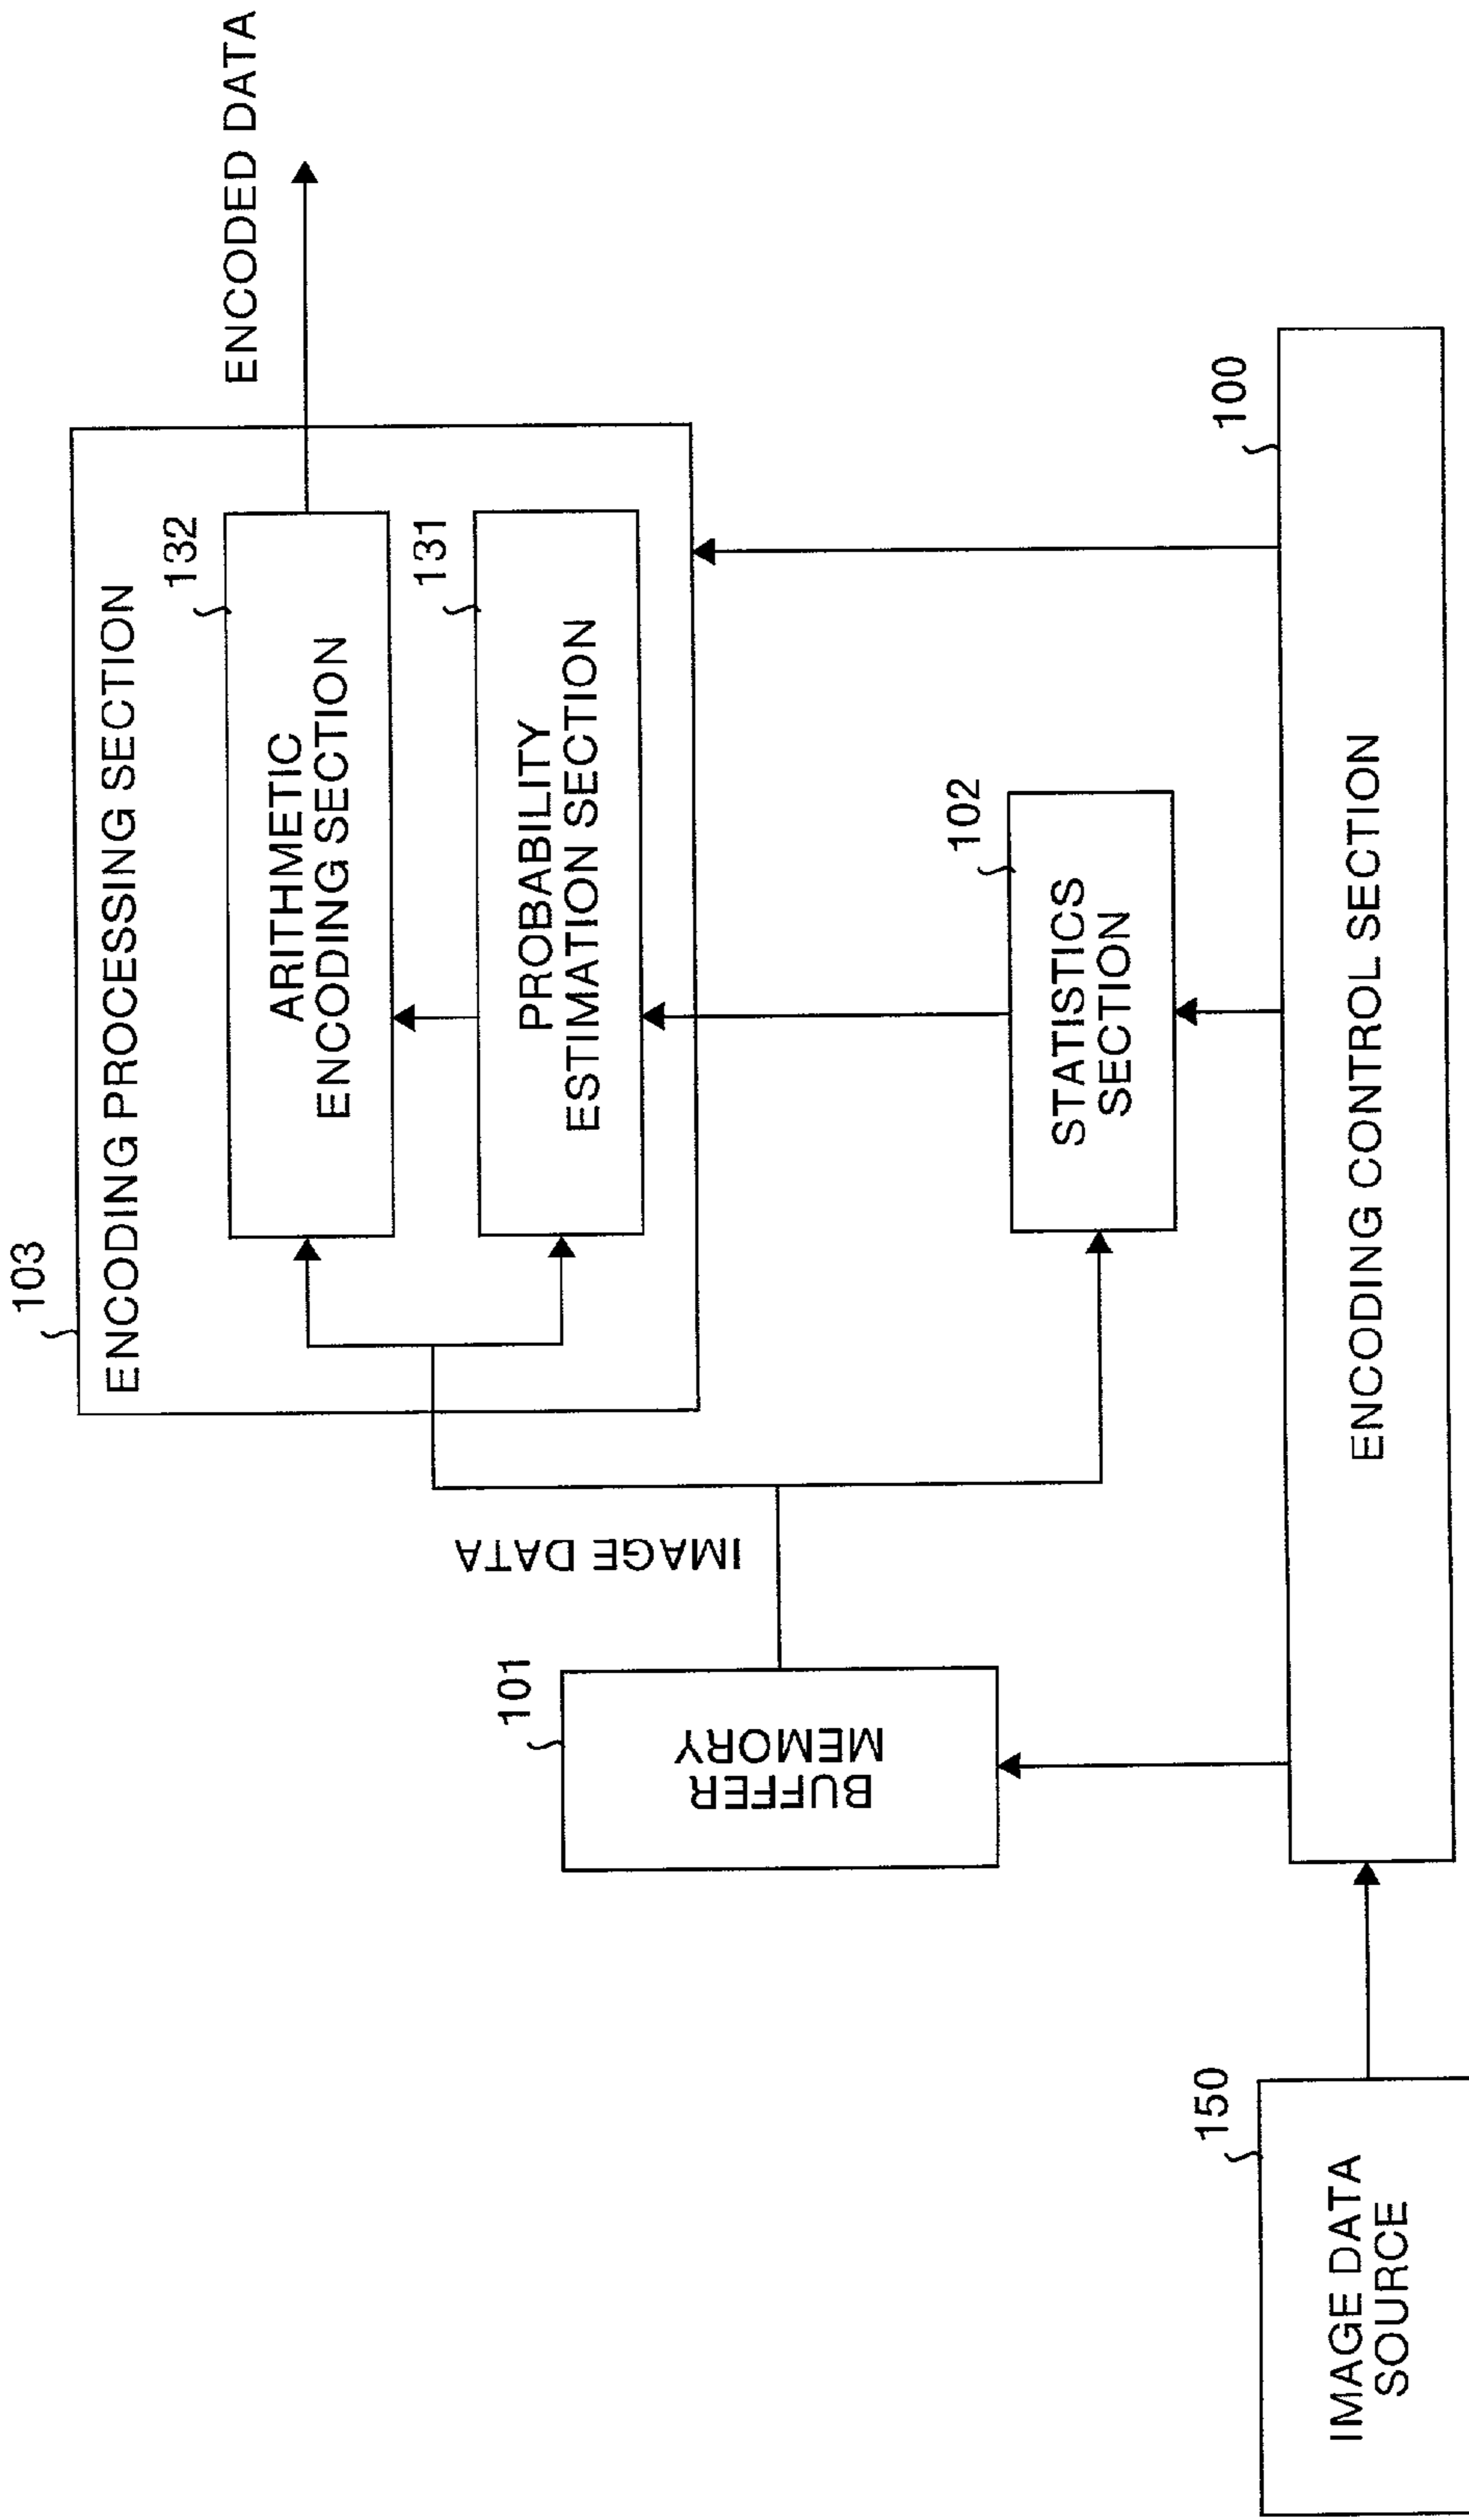 103
ENCODING PROCESSING SECTION
132
ARITHMETIC
ENCODING SECTION
ENCODED DATA
131
PROBABILITY
ESTIMATION SECTION
IMAGE DATA
101
BUFFER
MEMORY
102
STATISTICS
SECTION
100
ENCODING CONTROL SECTION
150
IMAGE DATA
SOURCE